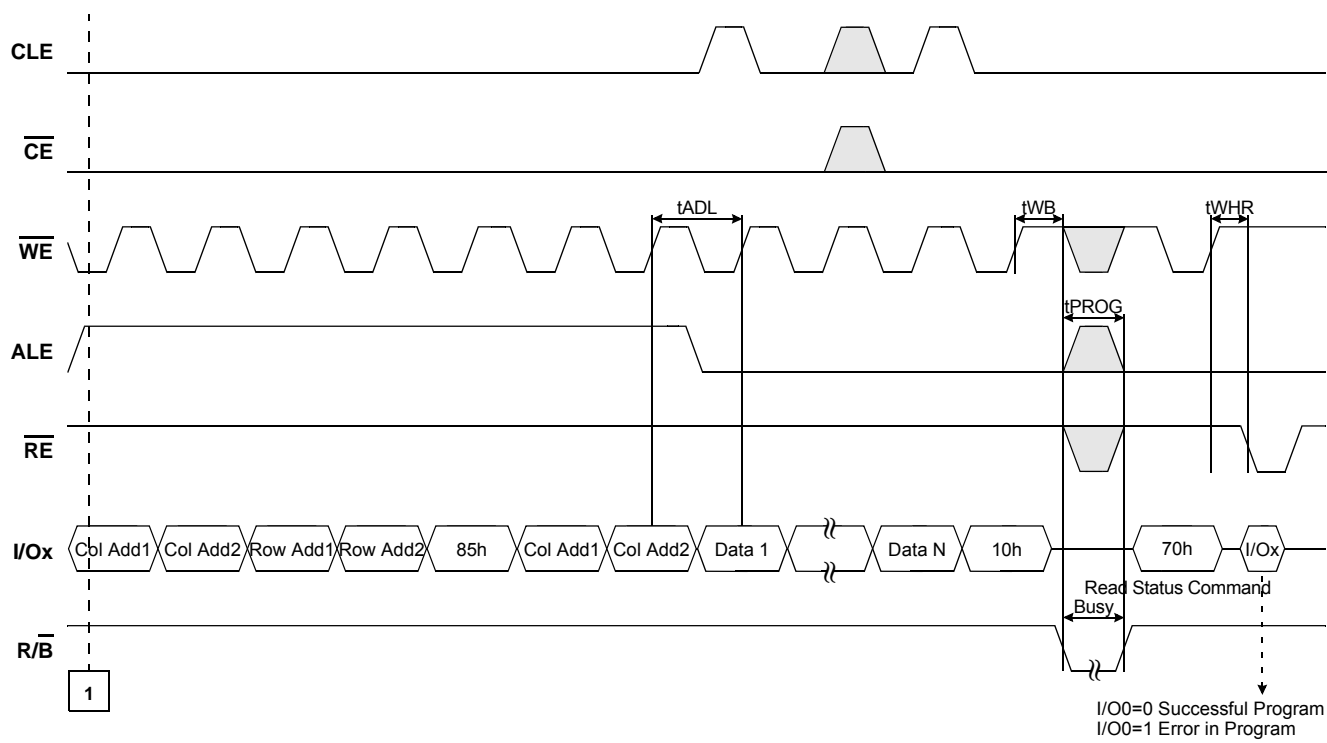 CLE
CE
tADL
tWB
tWHR
WE
tPROG
ALE
RE
I/Ox
Col Add1
Col Add2
Row Add1
Row Add2
85h
Col Add1
Col Add2
Data 1
Data N
10h
70h
I/Ox
Read Status Command
Busy
R/B
1
I/O0=0 Successful Program
I/O0=1 Error in Program